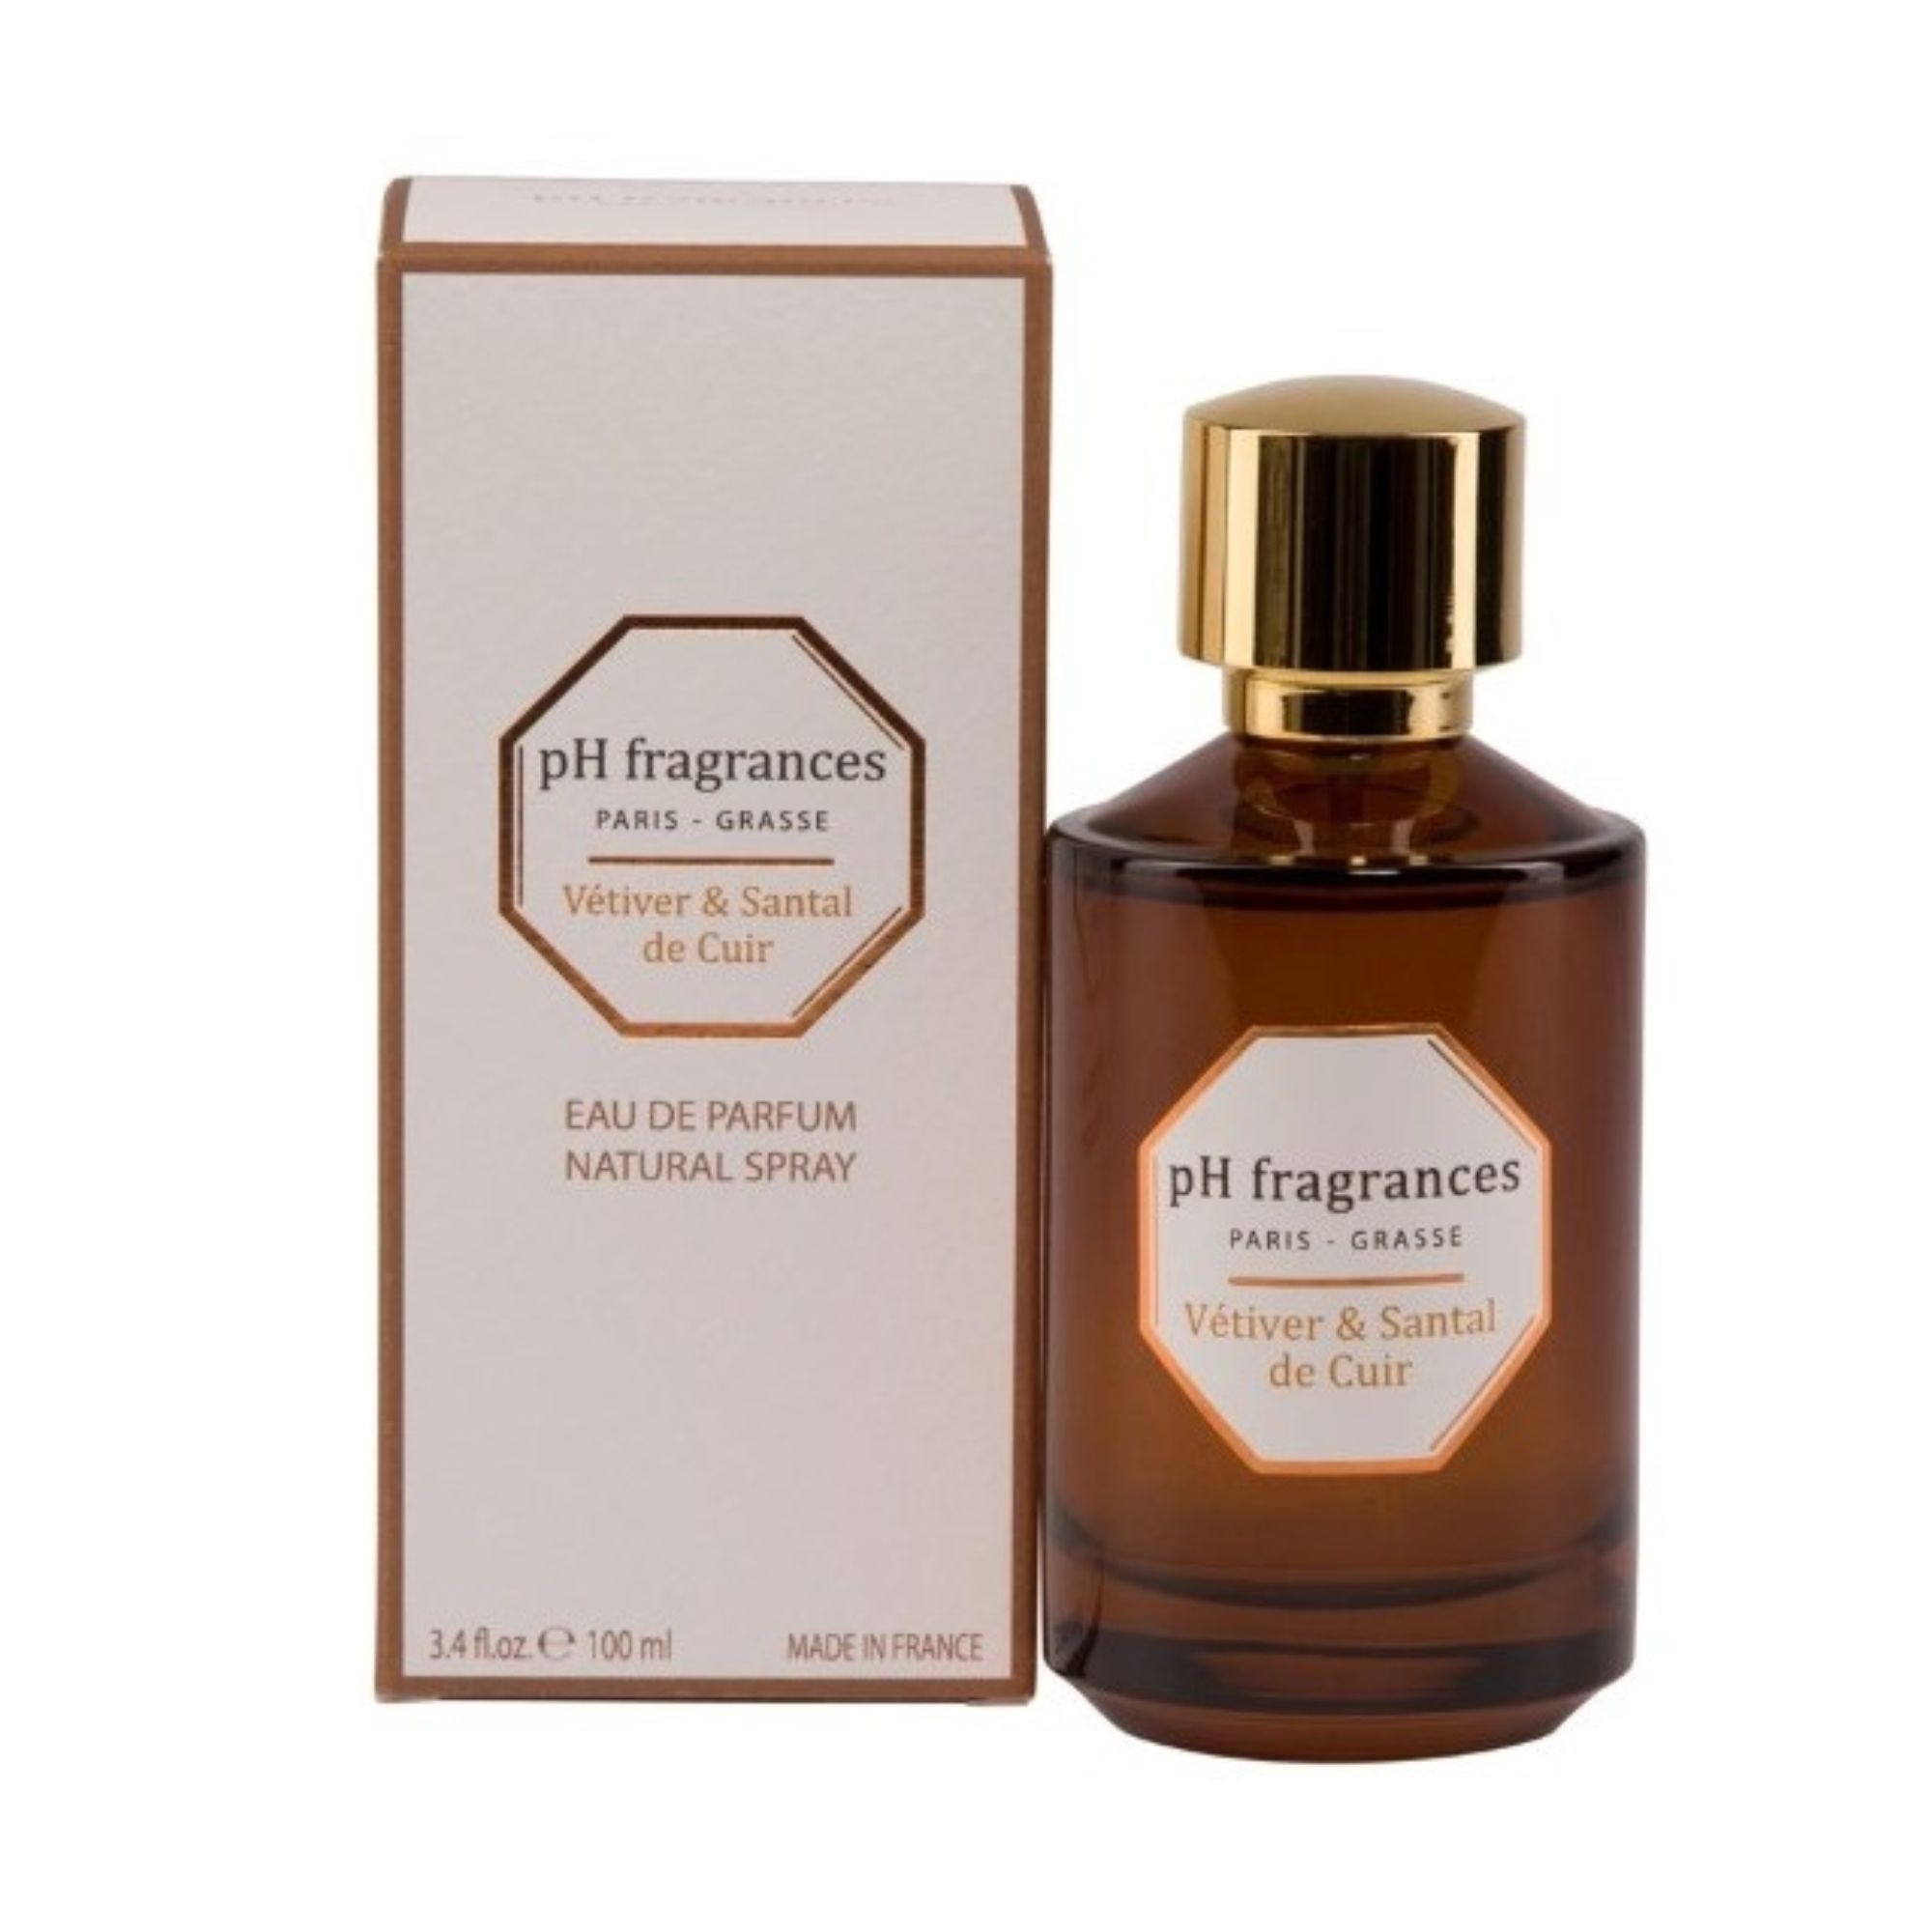 pH fragrances
PARIS - GRASSE
Vétiver & Santal
de Cuir
EAU DE PARFUM
NATURAL SPRAY
3.4 fl.oz. ℮ 100 ml
MADE IN FRANCE
pH fragrances
PARIS - GRASSE
Vétiver & Santal
de Cuir